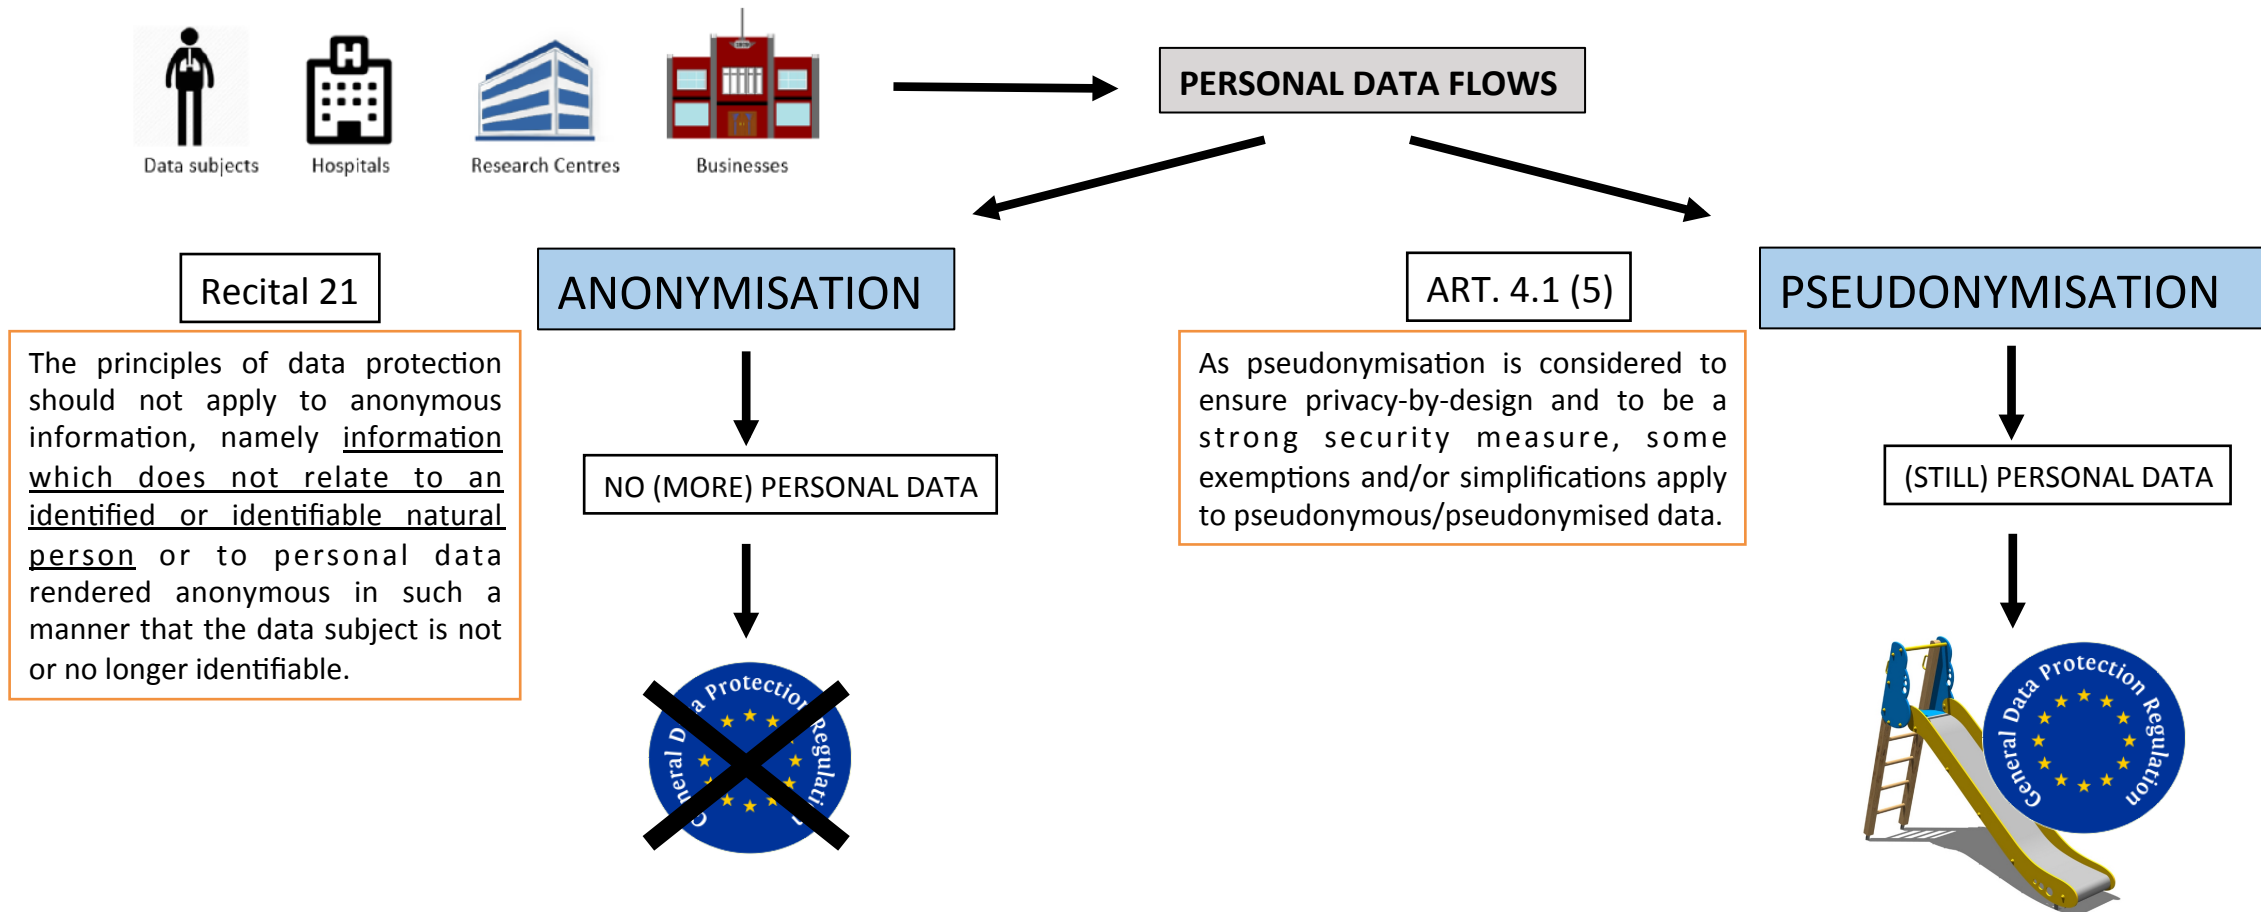 Data subjects
Hospitals
Research Centres
Businesses
PERSONAL DATA FLOWS
Recital 21
ANONYMISATION
The principles of data protection
should not apply to anonymous
information, namely information
which does not relate to an
identified or identifiable natural
person or to personal data
rendered anonymous in such a
manner that the data subject is not
or no longer identifiable.
NO (MORE) PERSONAL DATA
General Data Protection Regulation
ART. 4.1 (5)
PSEUDONYMISATION
As pseudonymisation is considered to
ensure privacy-by-design and to be a
strong security measure, some
exemptions and/or simplifications apply
to pseudonymous/pseudonymised data.
(STILL) PERSONAL DATA
General Data Protection Regulation